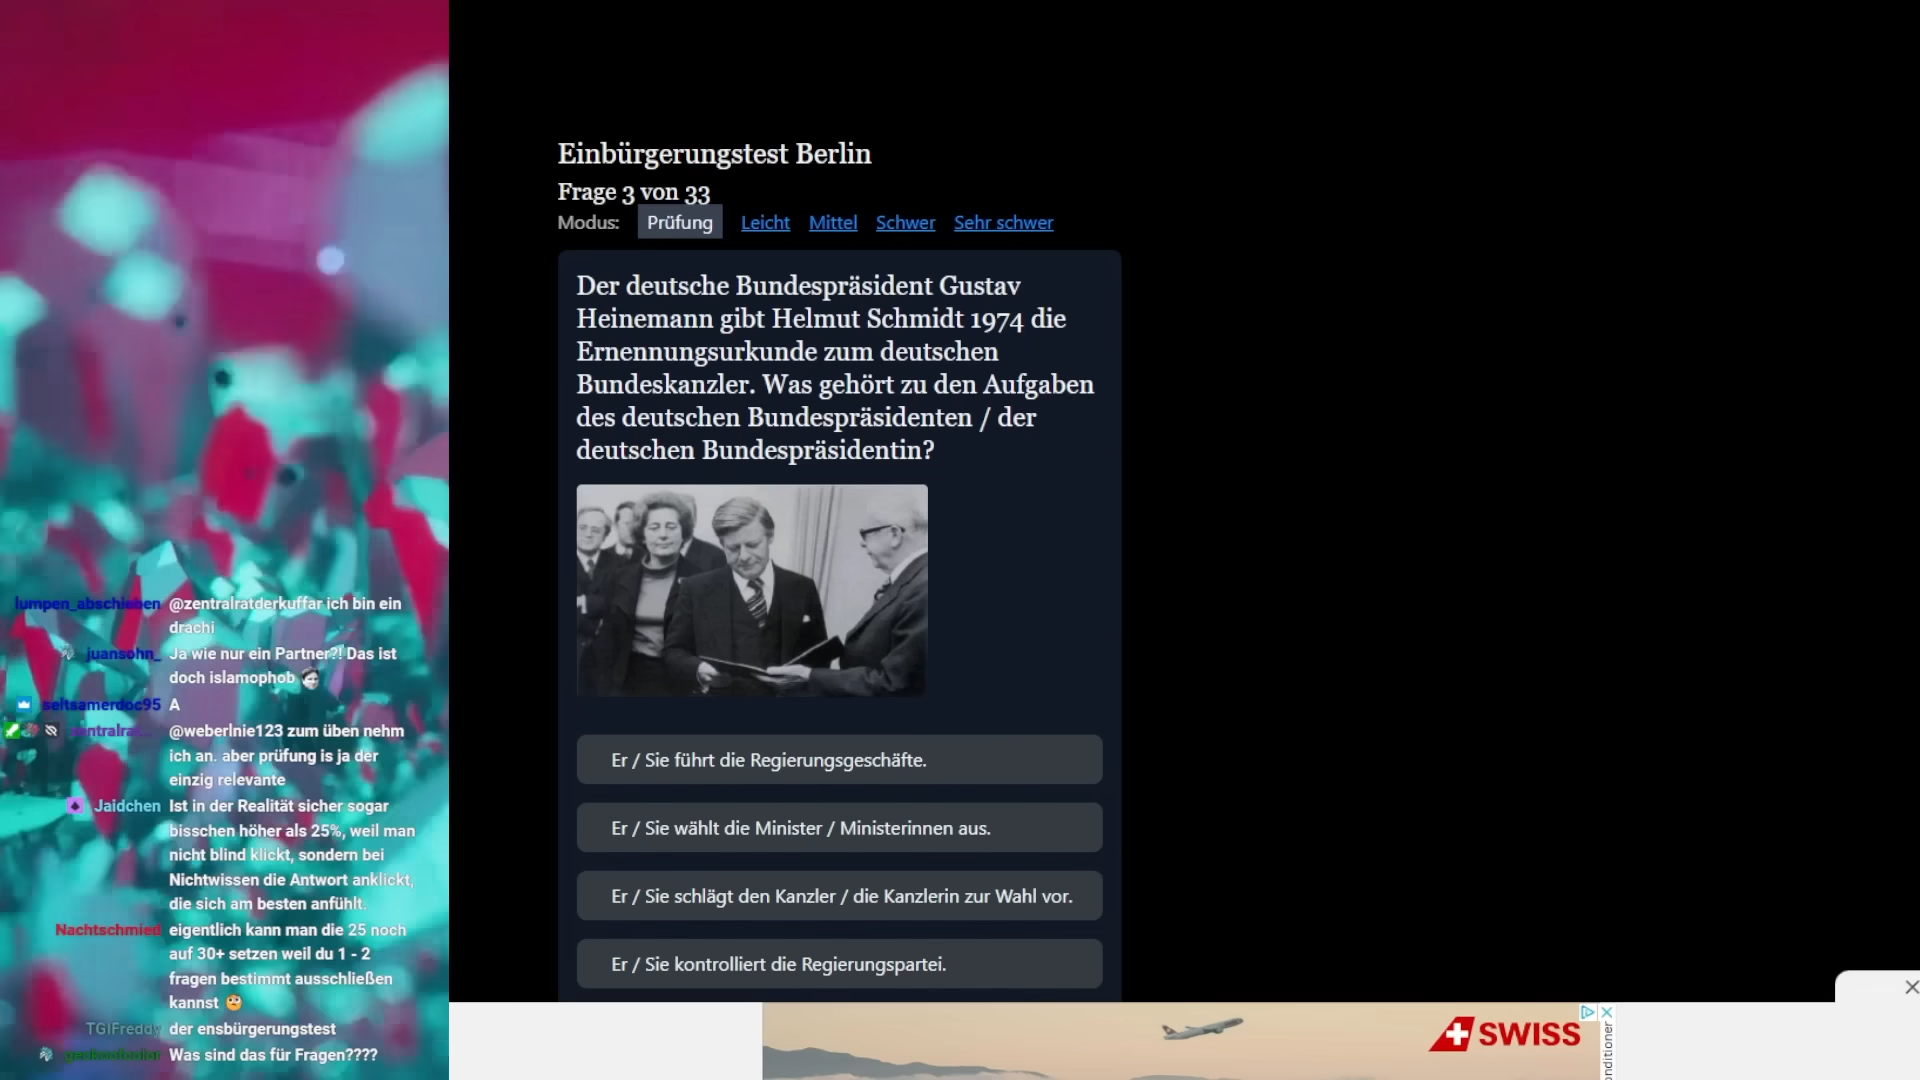 lumpen_abschieben @zentralratderkuffar ich bin ein
drachi
juansohn_ Ja wie nur ein Partner?! Das ist
doch islamophob
seltsamerdoc95 A
@weberlnie123 zum üben nehm
ich an. aber prüfung is ja der
einzig relevante
Jaidchen Ist in der Realität sicher sogar
bisschen höher als 25%, weil man
nicht blind klickt, sondern bei
Nichtwissen die Antwort anklickt,
die sich am besten anfühlt.
Nachtschmied eigentlich kann man die 25 noch
auf 30+ setzen weil du 1 - 2
fragen bestimmt ausschließen
kannst
TGIFreddy der ensbürgerungstest
Was sind das für Fragen????
Einbürgerungstest Berlin
Frage 3 von 33
Modus: Prüfung Leicht Mittel Schwer Sehr schwer
Der deutsche Bundespräsident Gustav
Heinemann gibt Helmut Schmidt 1974 die
Ernennungsurkunde zum deutschen
Bundeskanzler. Was gehört zu den Aufgaben
des deutschen Bundespräsidenten / der
deutschen Bundespräsidentin?
Er / Sie führt die Regierungsgeschäfte.
Er / Sie wählt die Minister / Ministerinnen aus.
Er / Sie schlägt den Kanzler / die Kanzlerin zur Wahl vor.
Er / Sie kontrolliert die Regierungspartei.
SWISS